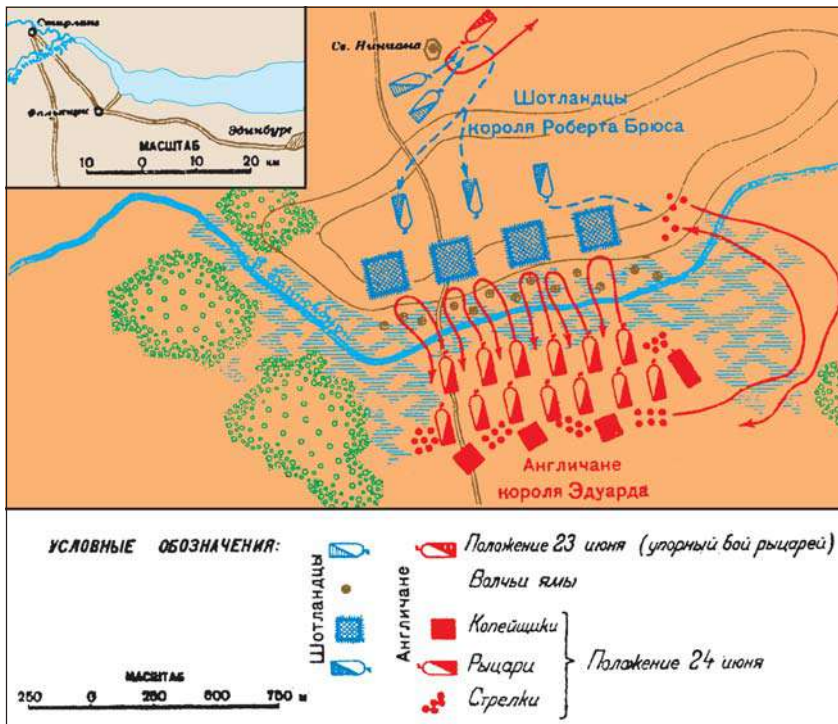 Стирлинг
Фалькирк
Эдинбург
МАСШТАБ
10 0 10 20 км
Св. Ниниана
Шотландцы
короля Роберта Брюса
Англичане
короля Эдуарда
УСЛОВНЫЕ ОБОЗНАЧЕНИЯ:
Шотландцы
Англичане
Положение 23 июня (упорный бой рыцарей)
Волчьи ямы
Копейщики
Рыцари
Стрелки
Положение 24 июня
МАСШТАБ
250 0 250 500 750 м